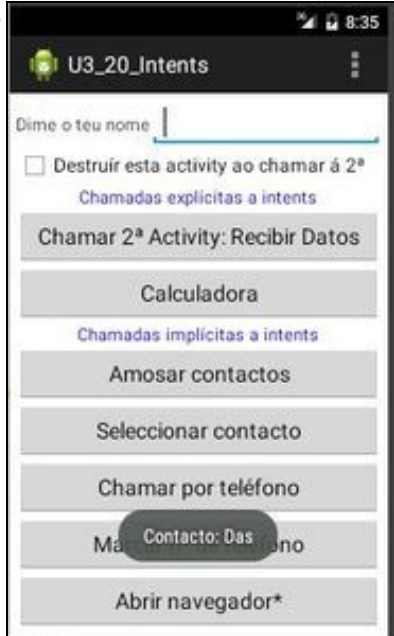 8:35
U3_20_Intents
Dime o teu nome
Destruír esta activity ao chamar á 2ª
Chamadas explícitas a intents
Chamar 2ª Activity: Recibir Datos
Calculadora
Chamadas implícitas a intents
Amosar contactos
Seleccionar contacto
Chamar por teléfono
Contacto: Das
Abrir navegador*